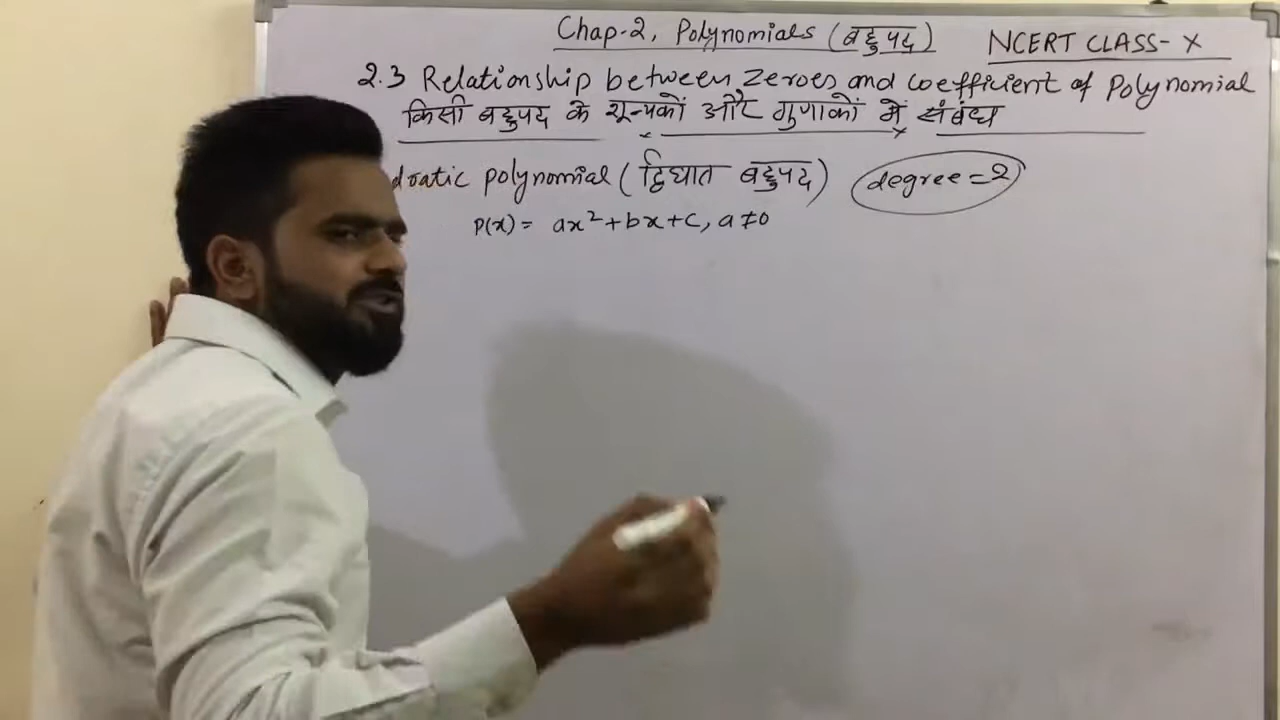 Chap-2, Polynomials (बहुपद) NCERT CLASS-X
2.3 Relationship between Zeroes and coefficient of Polynomial
किसी बहुपद के शून्यकों और गुणाकों में संबंध
dratic polynomial (द्विघात बहुपद) degree=2
P(x) = ax²+bx+c, a≠0